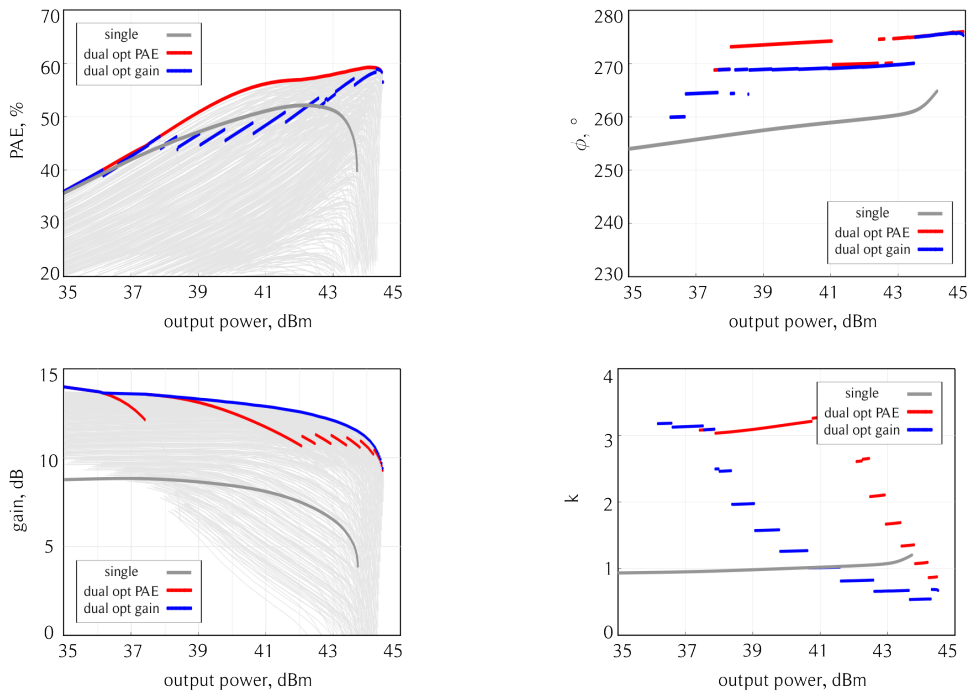 70
60
50
40
30
20
PAE, %
single
dual opt PAE
dual opt gain
35 37 39 41 43 45
output power, dBm
280
270
260
250
240
230
ϕ, °
single
dual opt PAE
dual opt gain
35 37 39 41 43 45
output power, dBm
15
10
5
0
gain, dB
single
dual opt PAE
dual opt gain
35 37 39 41 43 45
output power, dBm
4
3
2
1
0
k
single
dual opt PAE
dual opt gain
35 37 39 41 43 45
output power, dBm